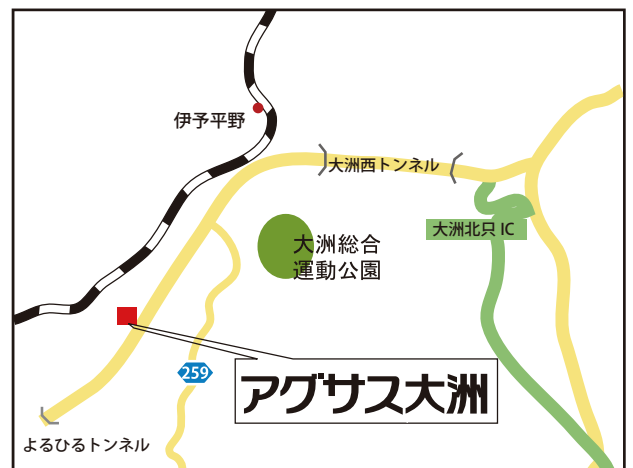 伊予平野
大洲西トンネル
大洲北只 IC
大洲総合
運動公園
259
アグサス大洲
よるひるトンネル